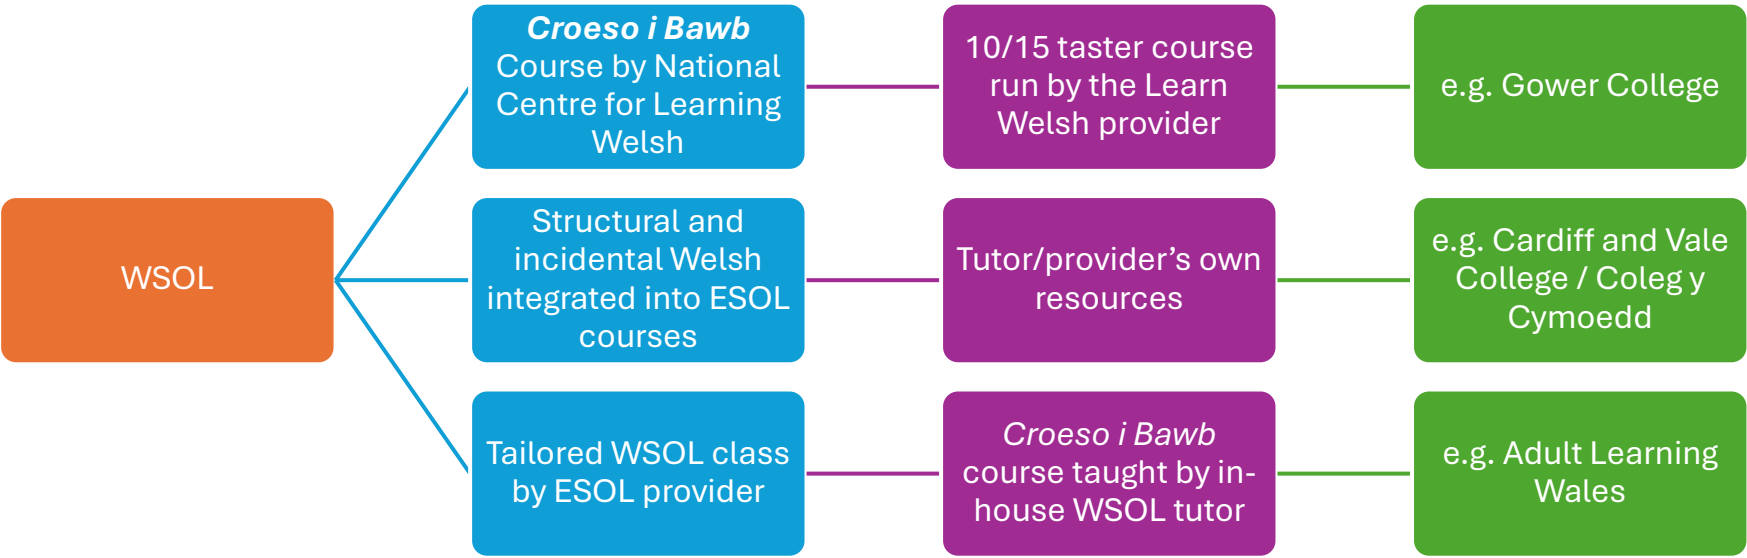 WSOL
Croeso i Bawb
Course by National
Centre for Learning
Welsh
10/15 taster course
run by the Learn
Welsh provider
e.g. Gower College
Structural and
incidental Welsh
integrated into ESOL
courses
Tutor/provider’s own
resources
e.g. Cardiff and Vale
College / Coleg y
Cymoedd
Tailored WSOL class
by ESOL provider
Croeso i Bawb
course taught by in-
house WSOL tutor
e.g. Adult Learning
Wales